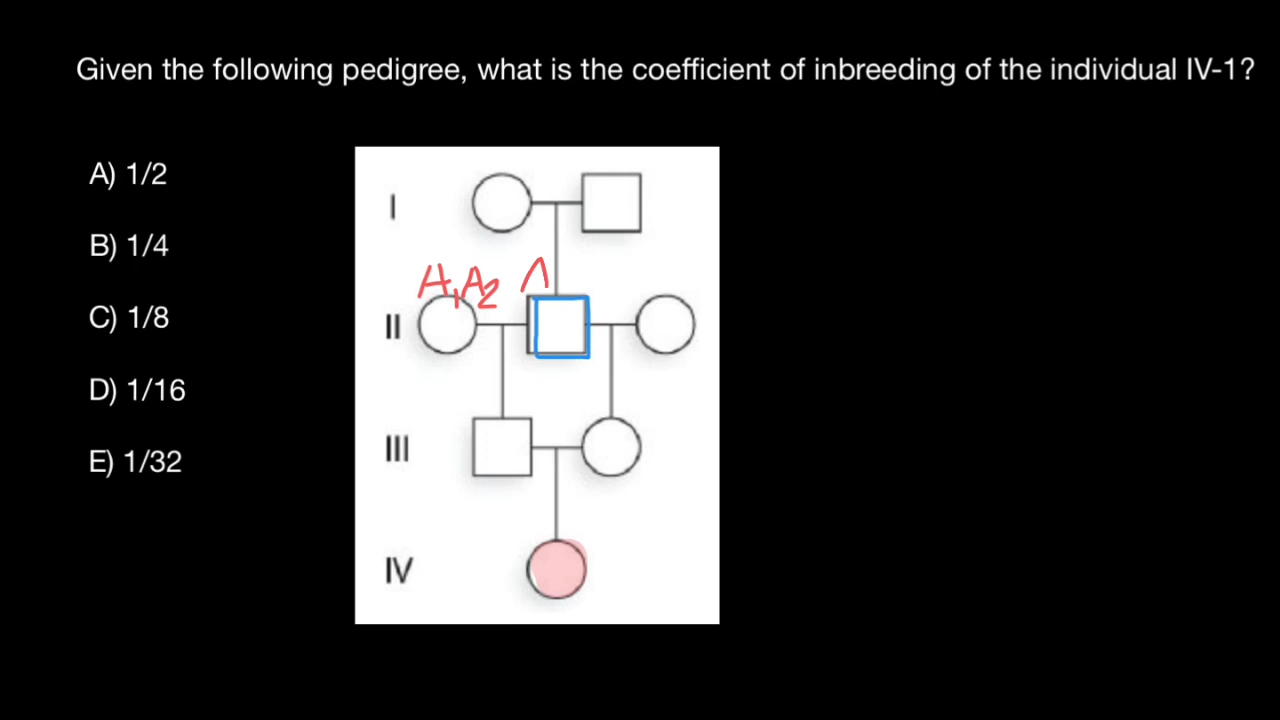 Given the following pedigree, what is the coefficient of inbreeding of the individual IV-1?
A) 1/2
B) 1/4
C) 1/8
D) 1/16
E) 1/32
I
A₁A₂
II
III
IV